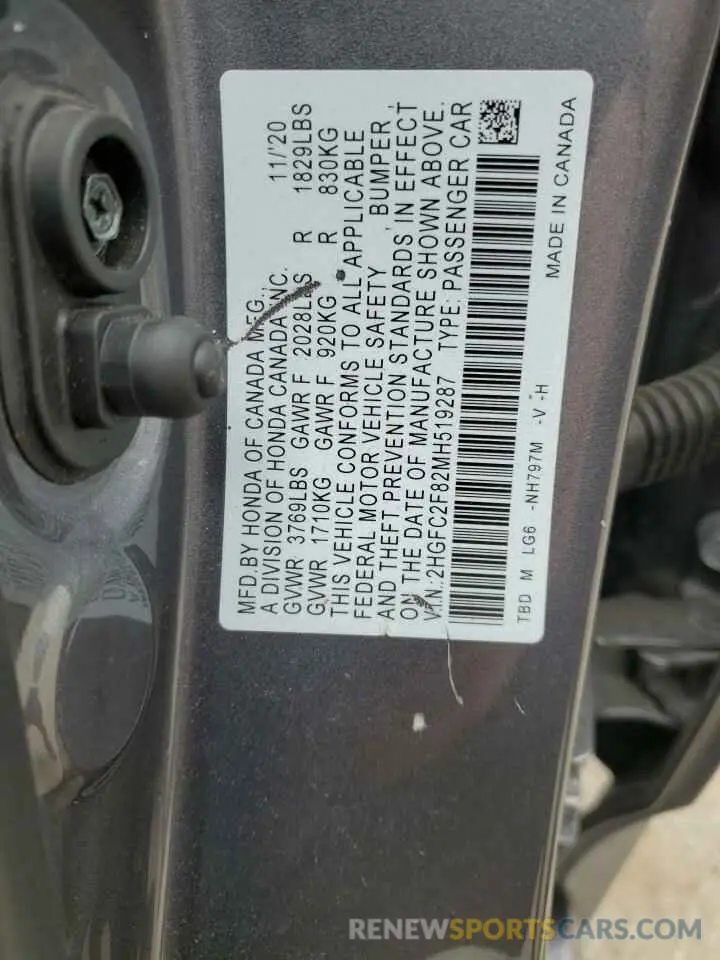 MFD.BY HONDA OF CANADA MFG., 11/'20
A DIVISION OF HONDA CANADA INC.
GVWR 3769LBS GAWR F 2028LBS R 1829LBS
GVWR 1710KG GAWR F 920KG R 830KG
THIS VEHICLE CONFORMS TO ALL APPLICABLE
FEDERAL MOTOR VEHICLE SAFETY, BUMPER,
AND THEFT PREVENTION STANDARDS IN EFFECT
ON THE DATE OF MANUFACTURE SHOWN ABOVE.
V.I.N.:2HGFC2F82MH519287 TYPE: PASSENGER CAR
TBD M LG6 -NH797M -V -H
MADE IN CANADA
RENEWSPORTSCARS.COM